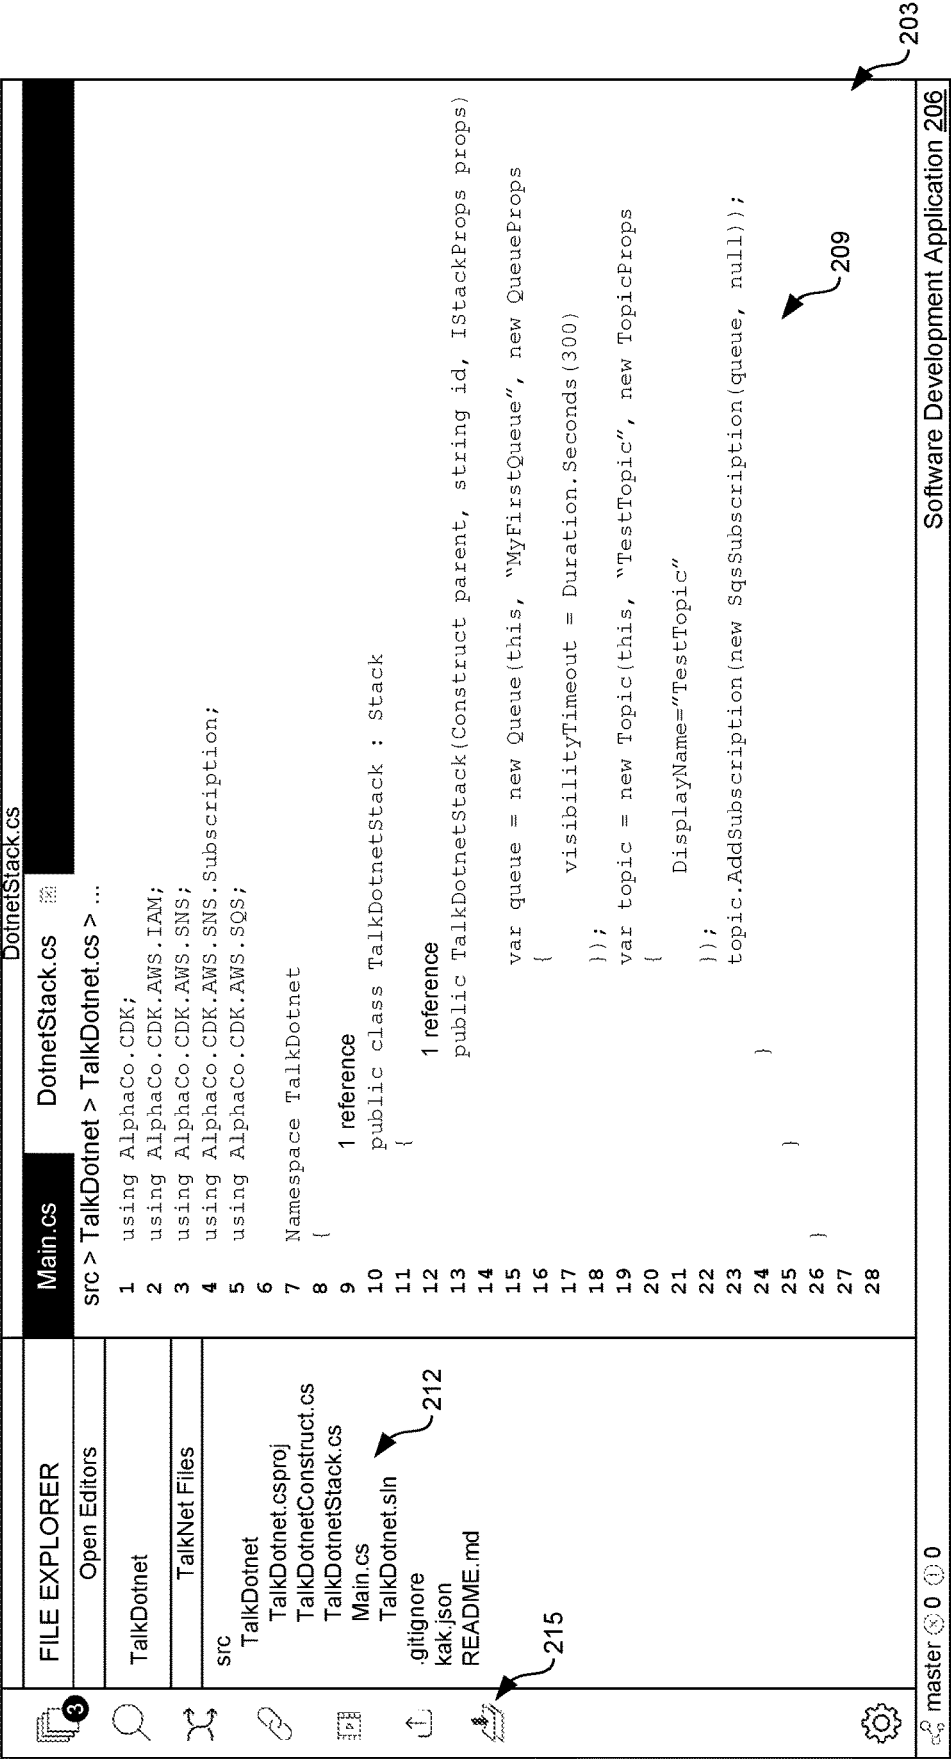 DotnetStack.cs
3
FILE EXPLORER
Open Editors
TalkDotnet
TalkNet Files
src
TalkDotnet
TalkDotnet.csproj
TalkDotnetConstruct.cs
TalkDotnetStack.cs
Main.cs
TalkDotnet.sln
.gitignore
kak.json
README.md
212
215
Main.cs DotnetStack.cs
src > TalkDotnet > TalkDotnet.cs > ...
1 using AlphaCo.CDK;
2 using AlphaCo.CDK.AWS.IAM;
3 using AlphaCo.CDK.AWS.SNS;
4 using AlphaCo.CDK.AWS.SNS.Subscription;
5 using AlphaCo.CDK.AWS.SQS;
6
7 Namespace TalkDotnet
8 {
9 1 reference
10 public class TalkDotnetStack : Stack
11 {
12 1 reference
13 public TalkDotnetStack(Construct parent, string id, IStackProps props)
14
15 var queue = new Queue(this, “MyFirstQueue”, new QueueProps
16 {
17 visibilityTimeout = Duration.Seconds(300)
18 });
19 var topic = new Topic(this, “TestTopic”, new TopicProps
20 {
21 DisplayName=”TestTopic”
22 });
23 topic.AddSubscription(new SqsSubscription(queue, null));
24 }
25 }
26 }
27
28
209
203
master 0 0
Software Development Application 206